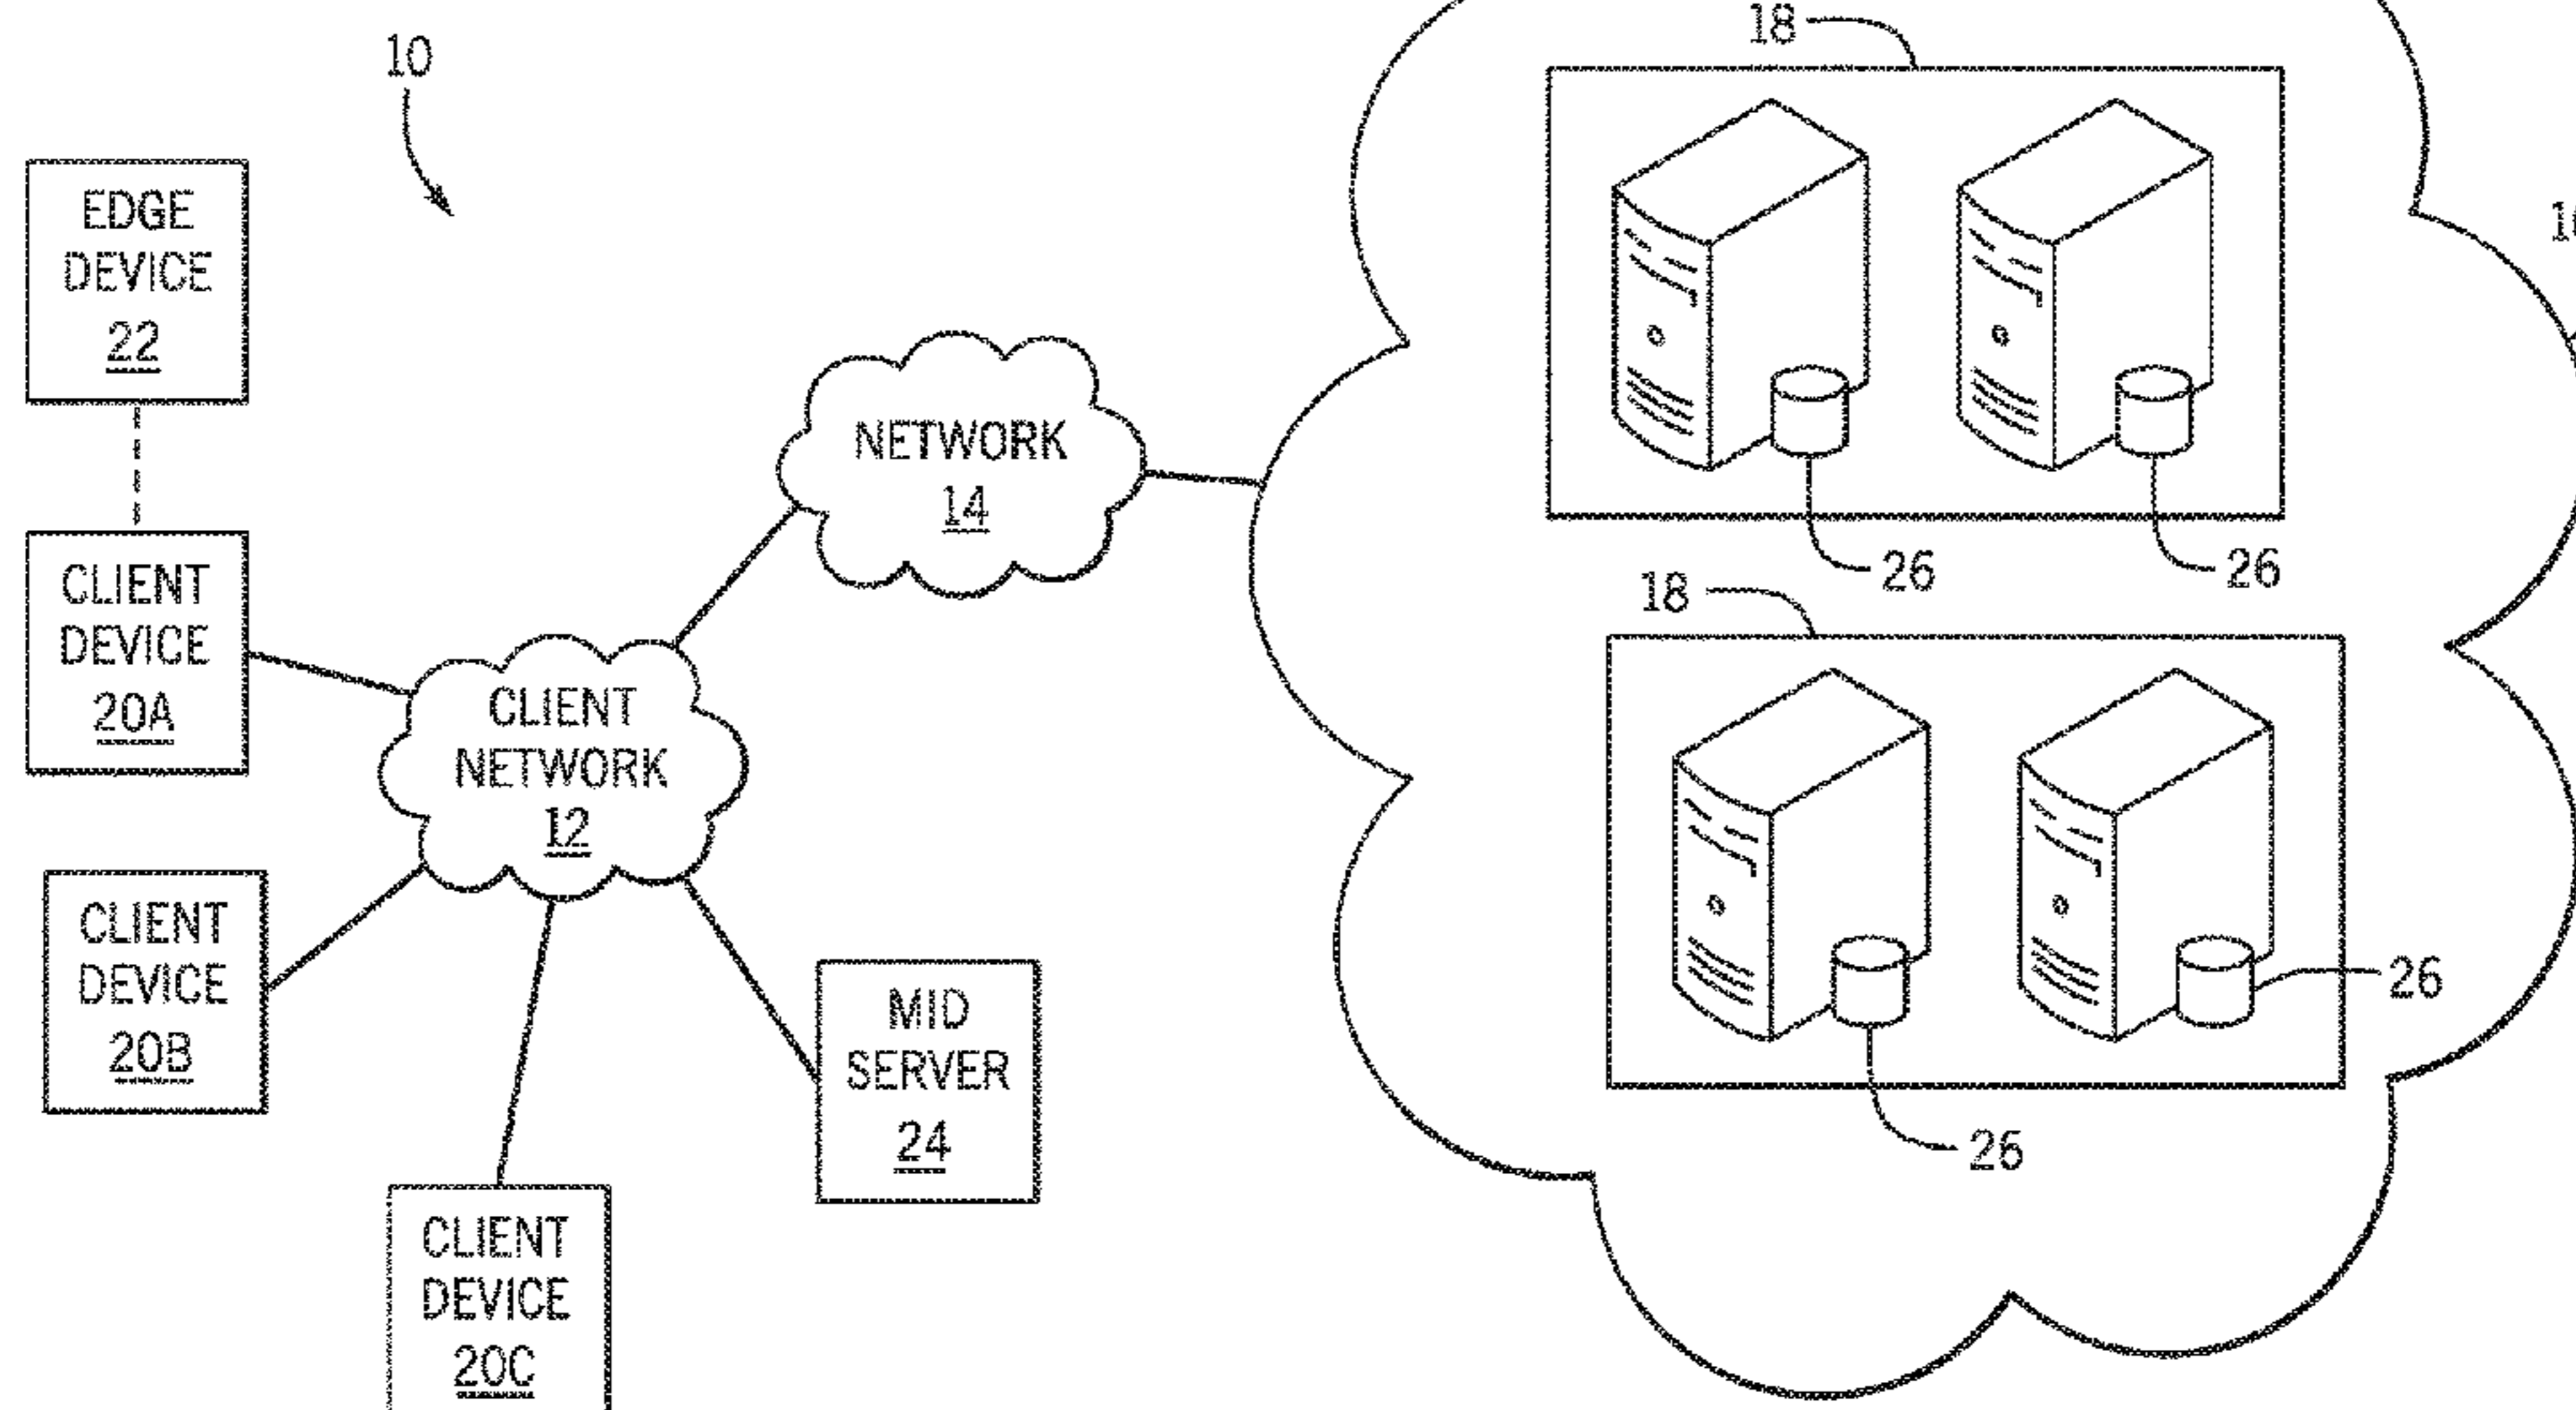 10
EDGE
DEVICE
22
CLIENT
DEVICE
20A
CLIENT
DEVICE
20B
CLIENT
DEVICE
20C
CLIENT
NETWORK
12
MID
SERVER
24
NETWORK
14
18
26
26
18
26
26